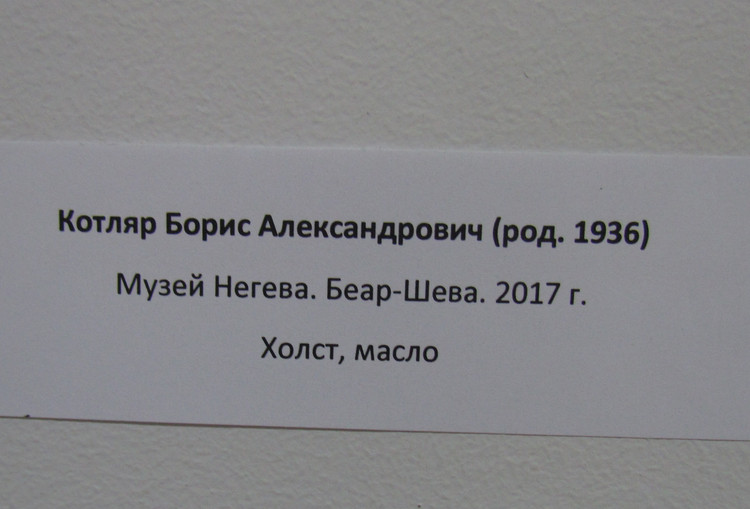 Котляр Борис Александрович (род. 1936)
Музей Негева. Беар-Шева. 2017 г.
Холст, масло